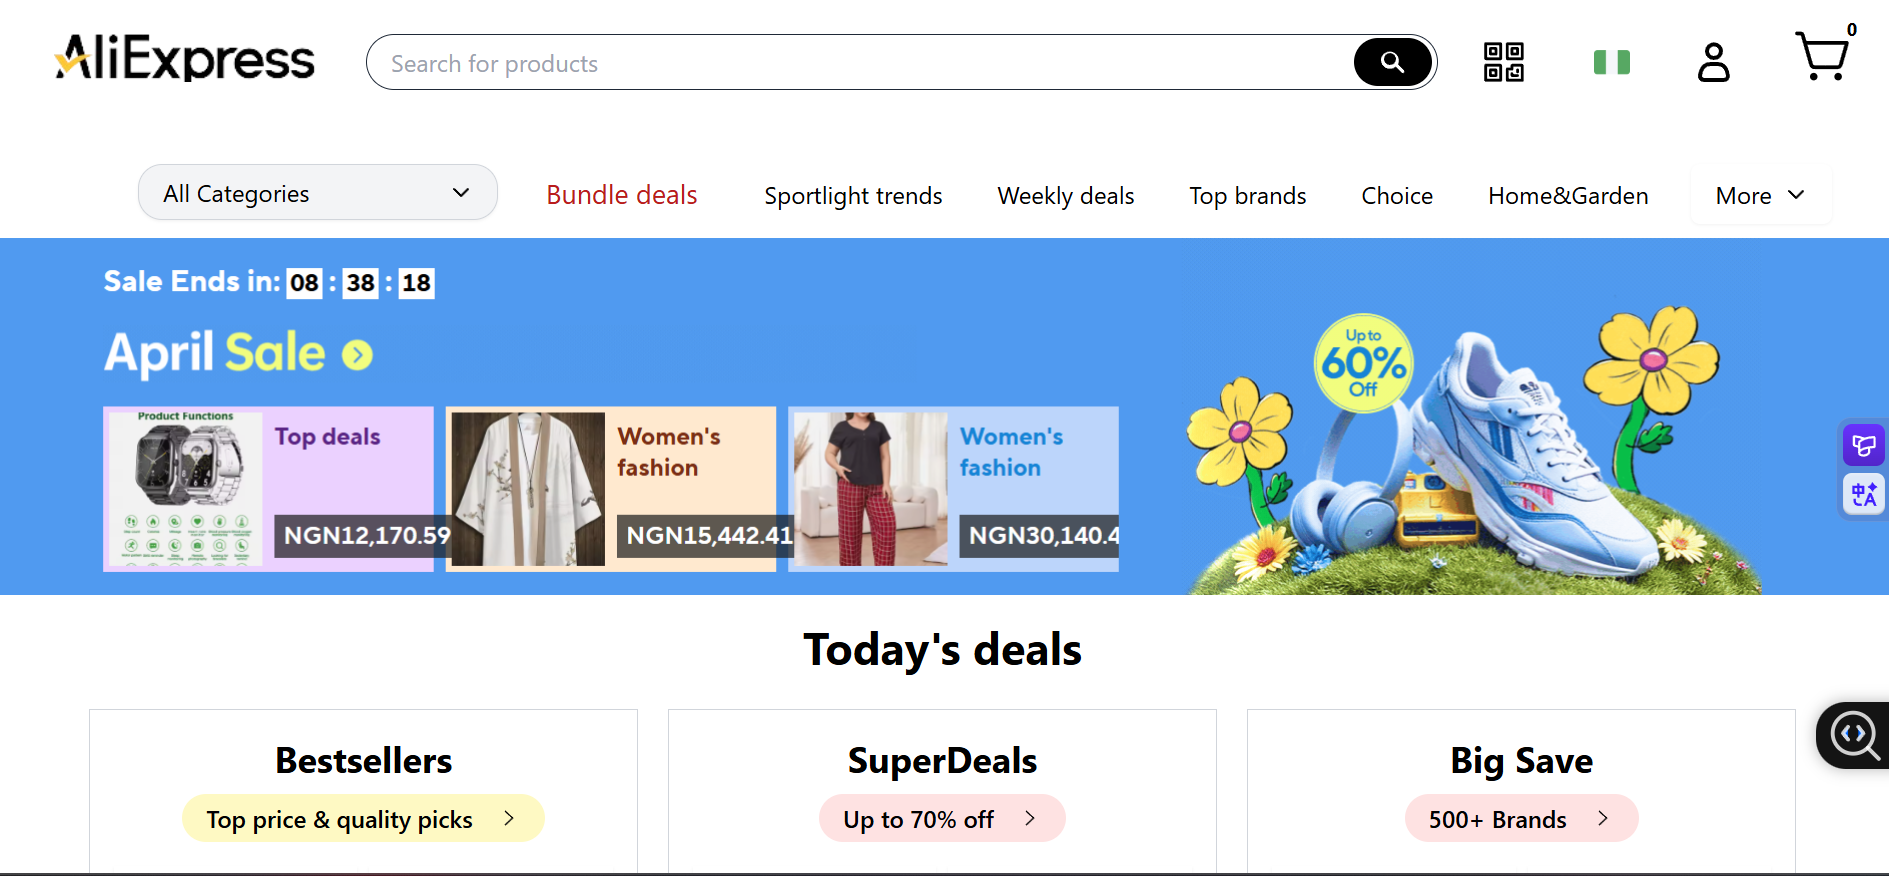 AliExpress
Search for products
0
All Categories
Bundle deals
Sportlight trends
Weekly deals
Top brands
Choice
Home&Garden
More
Sale Ends in: 08 : 38 : 18
April Sale
Up to
60%
Off
Product Functions
Top deals
NGN12,170.59
Women's
fashion
NGN15,442.41
Women's
fashion
NGN30,140.4
Today's deals
Bestsellers
Top price & quality picks
SuperDeals
Up to 70% off
Big Save
500+ Brands